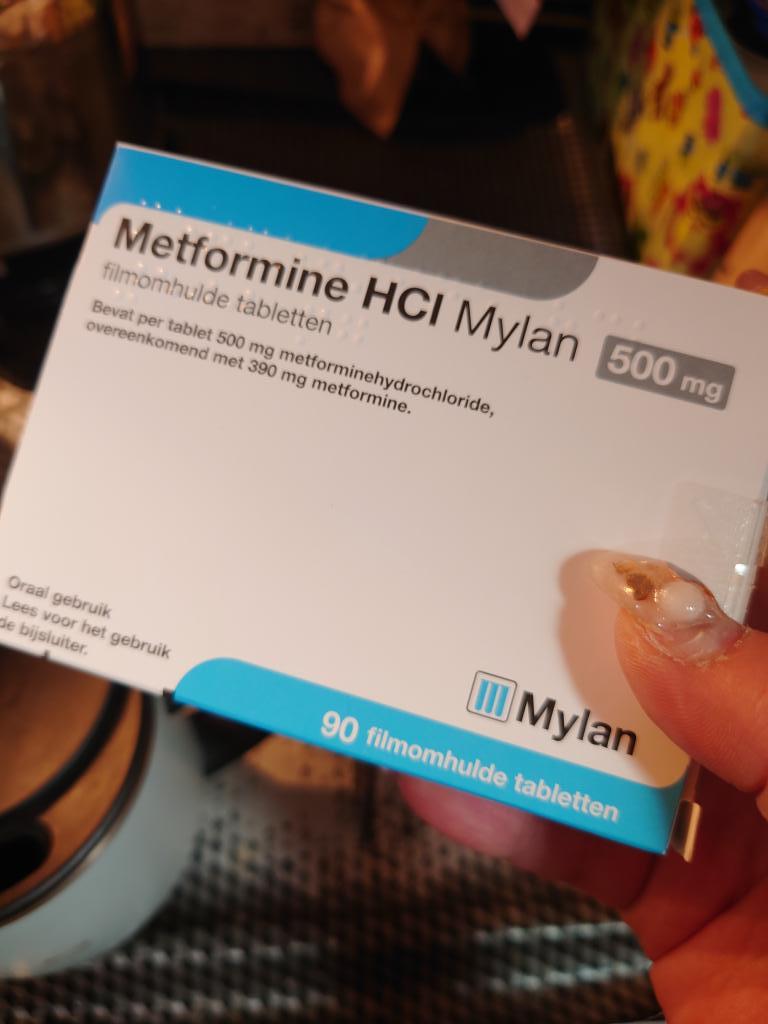 Metformine HCl Mylan 500 mg
filmomhulde tabletten
Bevat per tablet 500 mg metforminehydrochloride,
overeenkomend met 390 mg metformine.
Oraal gebruik
Lees voor het gebruik
de bijsluiter.
Mylan
90 filmomhulde tabletten